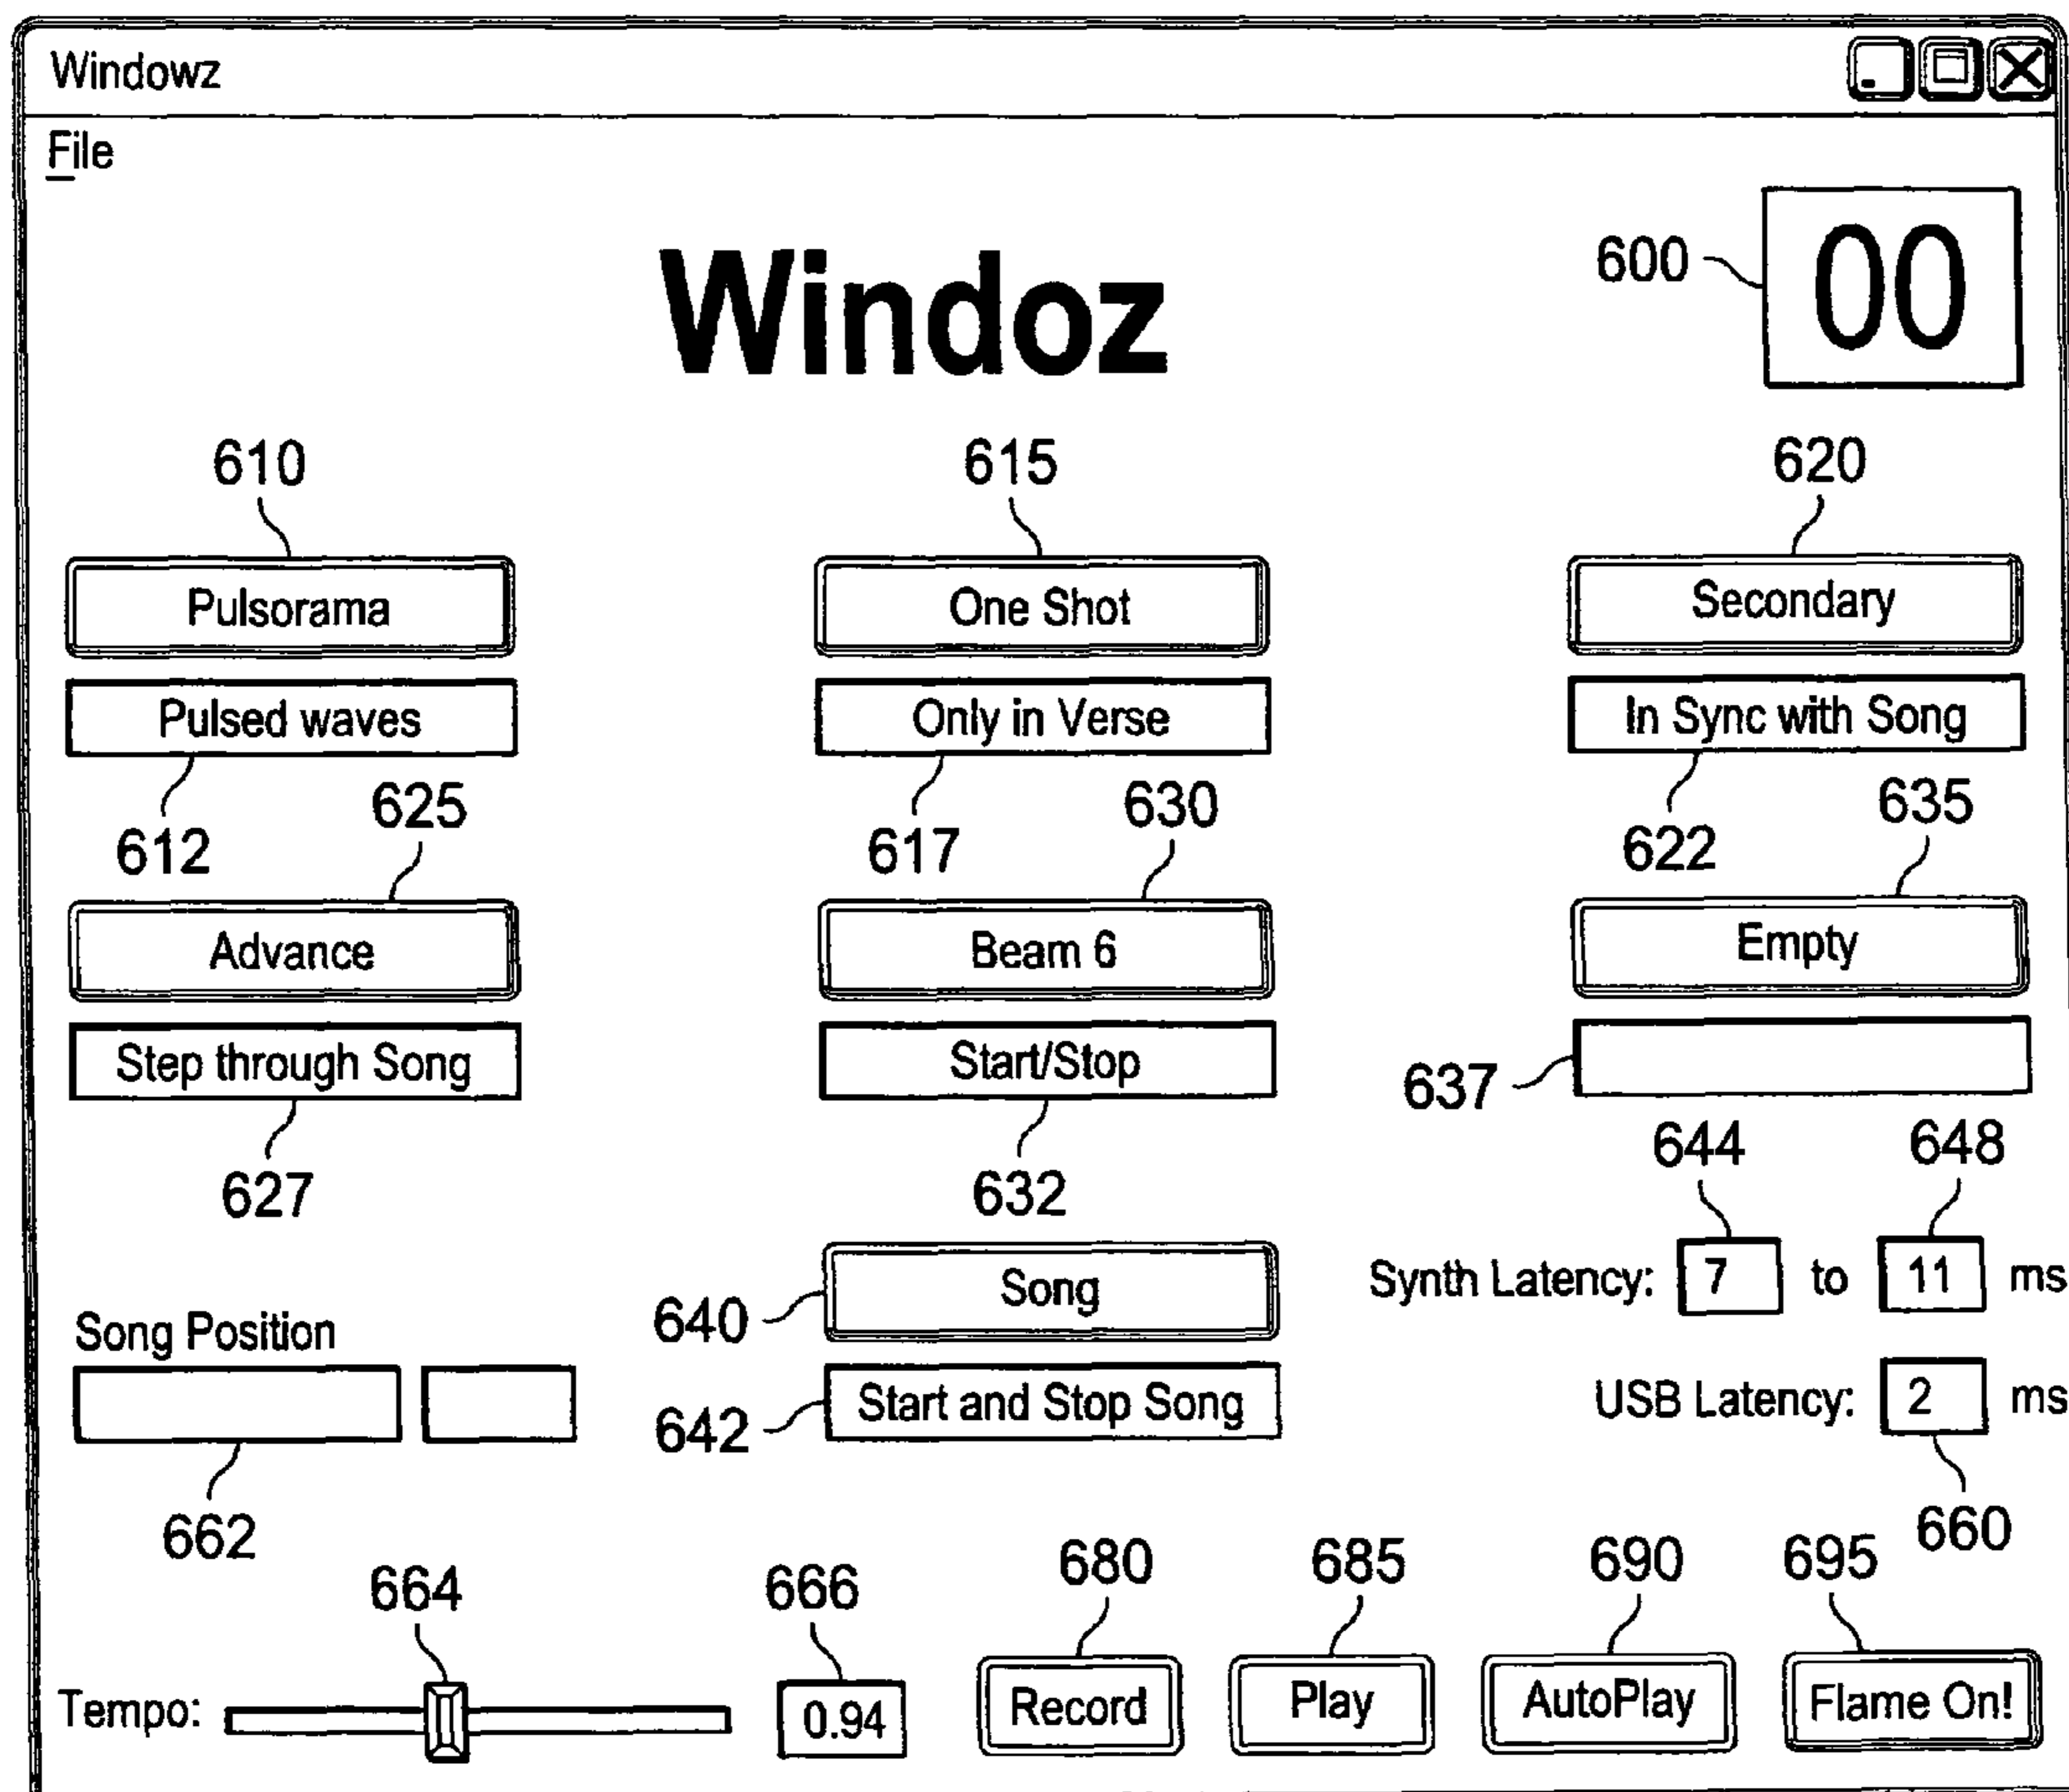 Windowz
File
600
00
Windoz
610
615
620
Pulsorama
One Shot
Secondary
Pulsed waves
Only in Verse
In Sync with Song
612
625
617
630
622
635
Advance
Beam 6
Empty
Step through Song
Start/Stop
637
627
632
644
648
640
Song
Synth Latency: 7 to 11 ms
Song Position
642
Start and Stop Song
USB Latency: 2 ms
662
660
664
666
680
685
690
695
Tempo:
0.94
Record
Play
AutoPlay
Flame On!